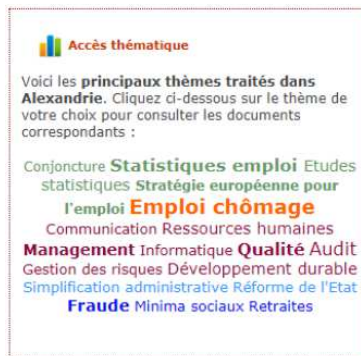 Accès thématique
Voici les principaux thèmes traités dans
Alexandrie. Cliquez ci-dessous sur le thème de
votre choix pour consulter les documents
correspondants :
Conjoncture Statistiques emploi Etudes
statistiques Stratégie européenne pour
l'emploi Emploi chômage
Communication Ressources humaines
Management Informatique Qualité Audit
Gestion des risques Développement durable
Simplification administrative Réforme de l'Etat
Fraude Minima sociaux Retraites